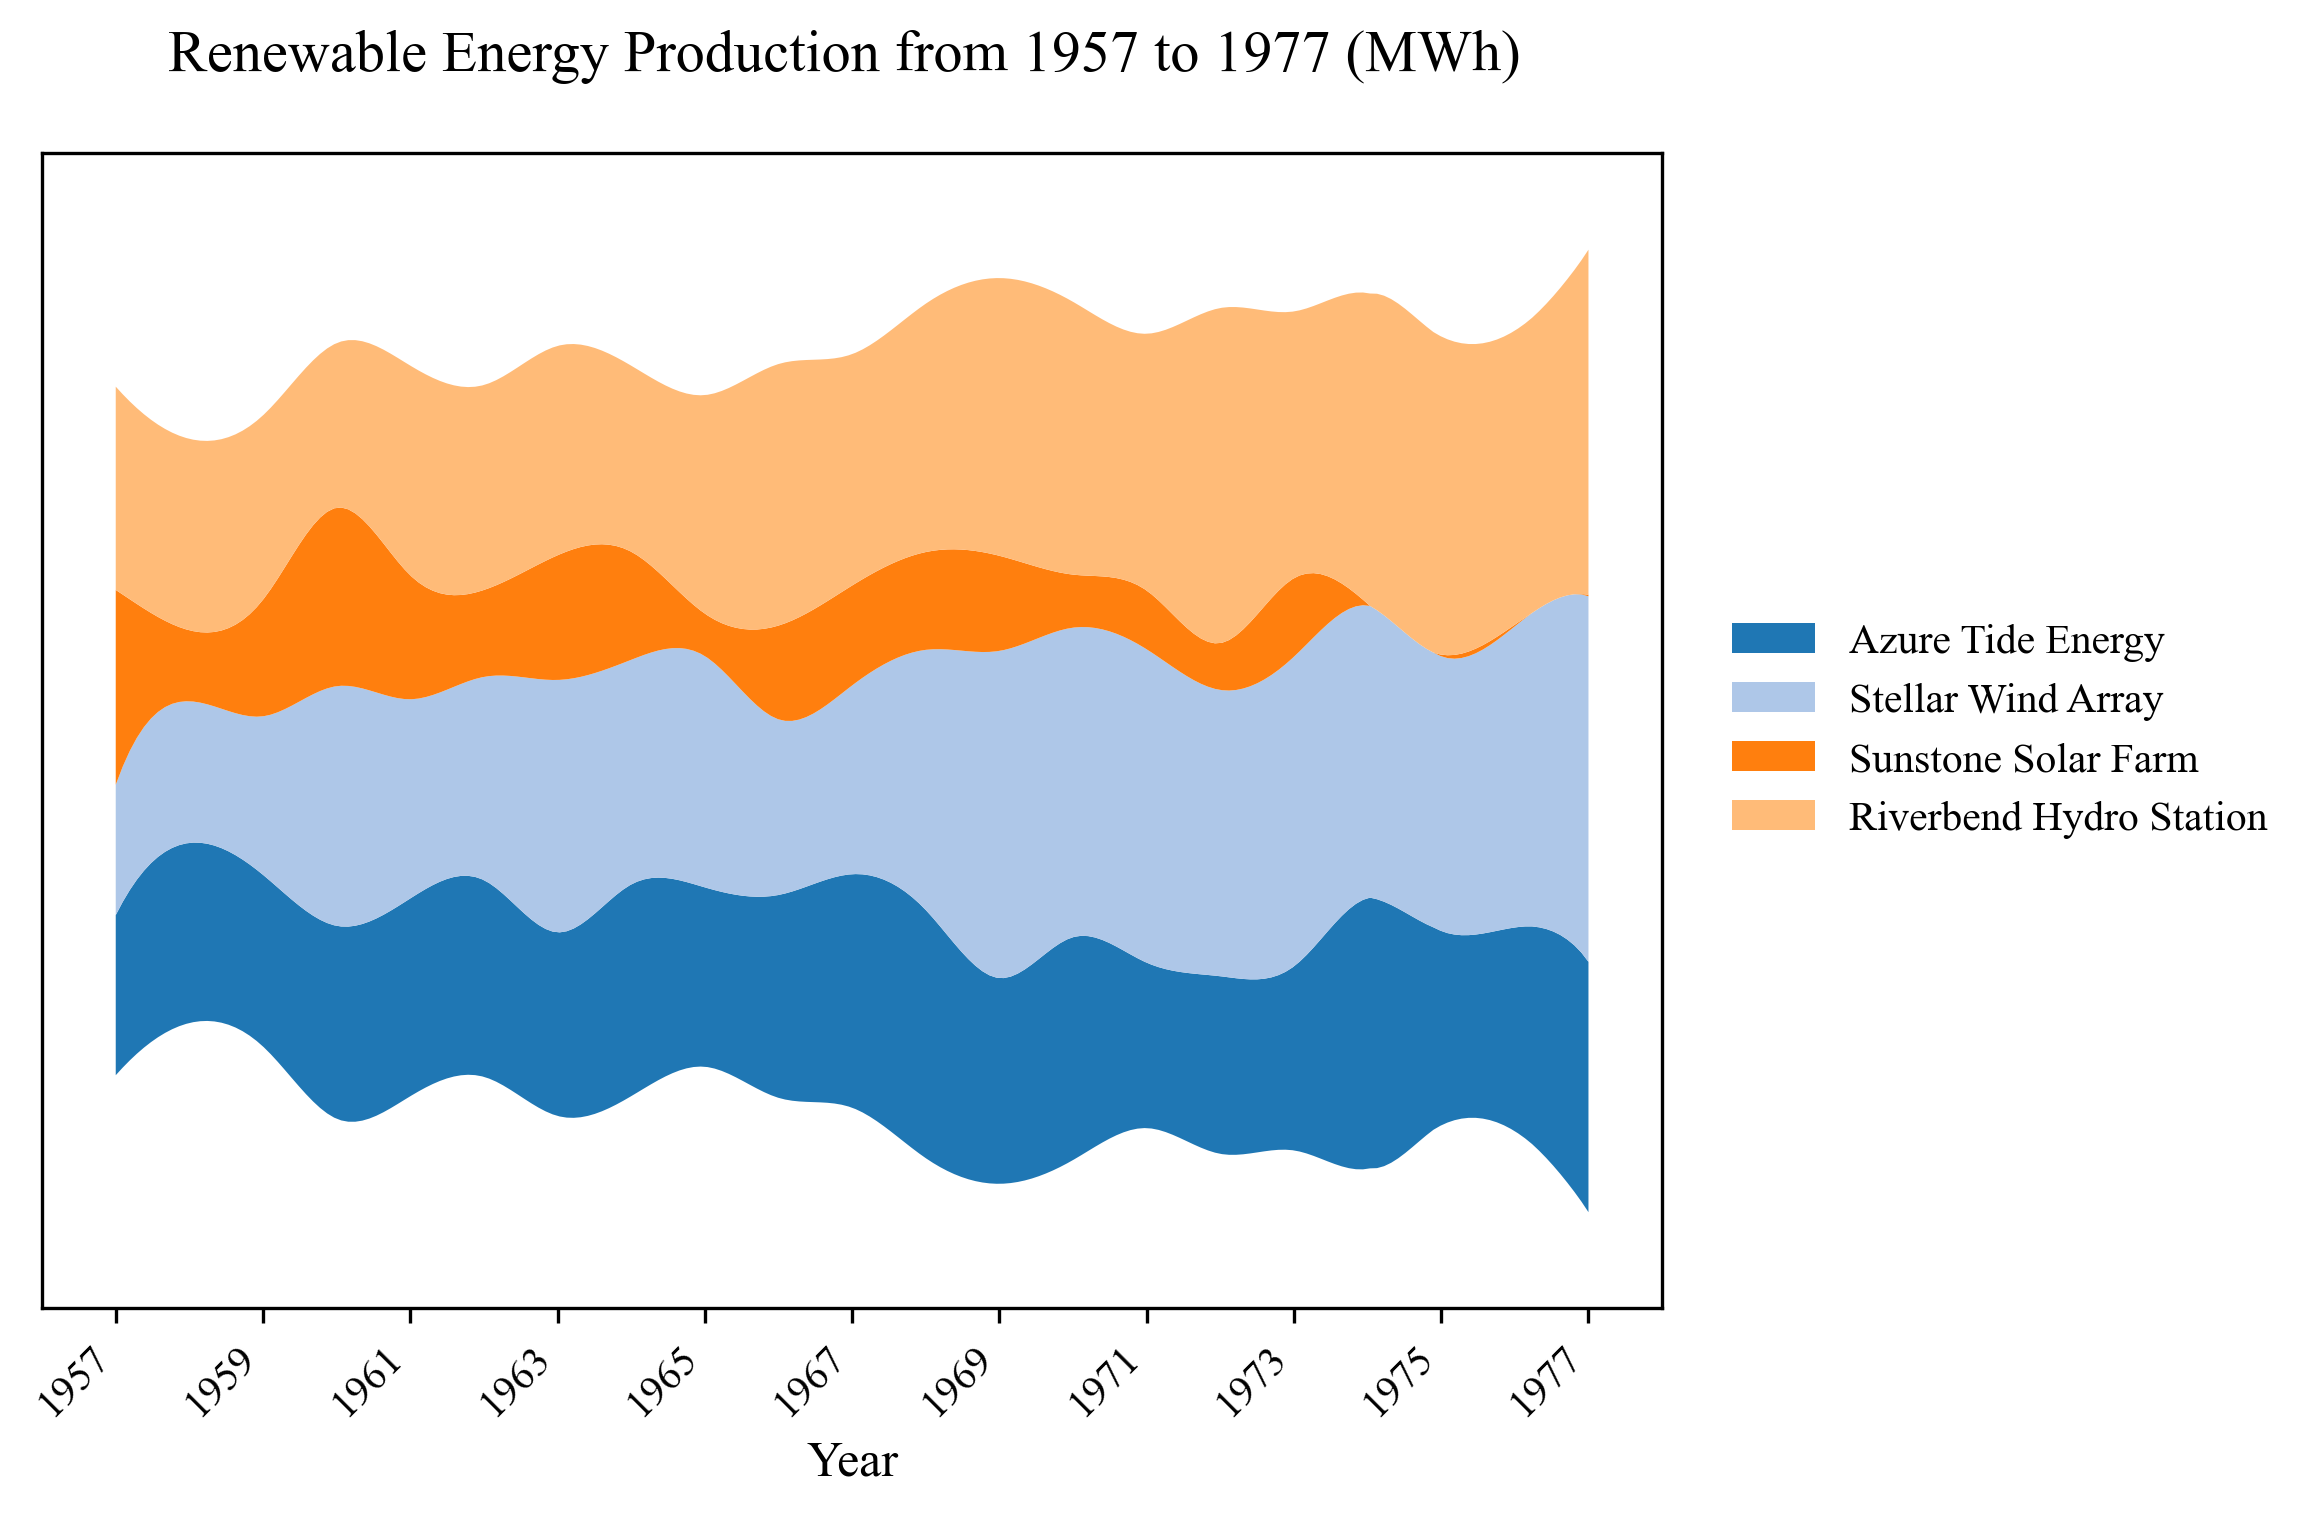 Renewable Energy Production from 1957 to 1977 (MWh)
Azure Tide Energy
Stellar Wind Array
Sunstone Solar Farm
Riverbend Hydro Station
1957
1959
1961
1963
1965
1967
1969
1971
1973
1975
1977
Year